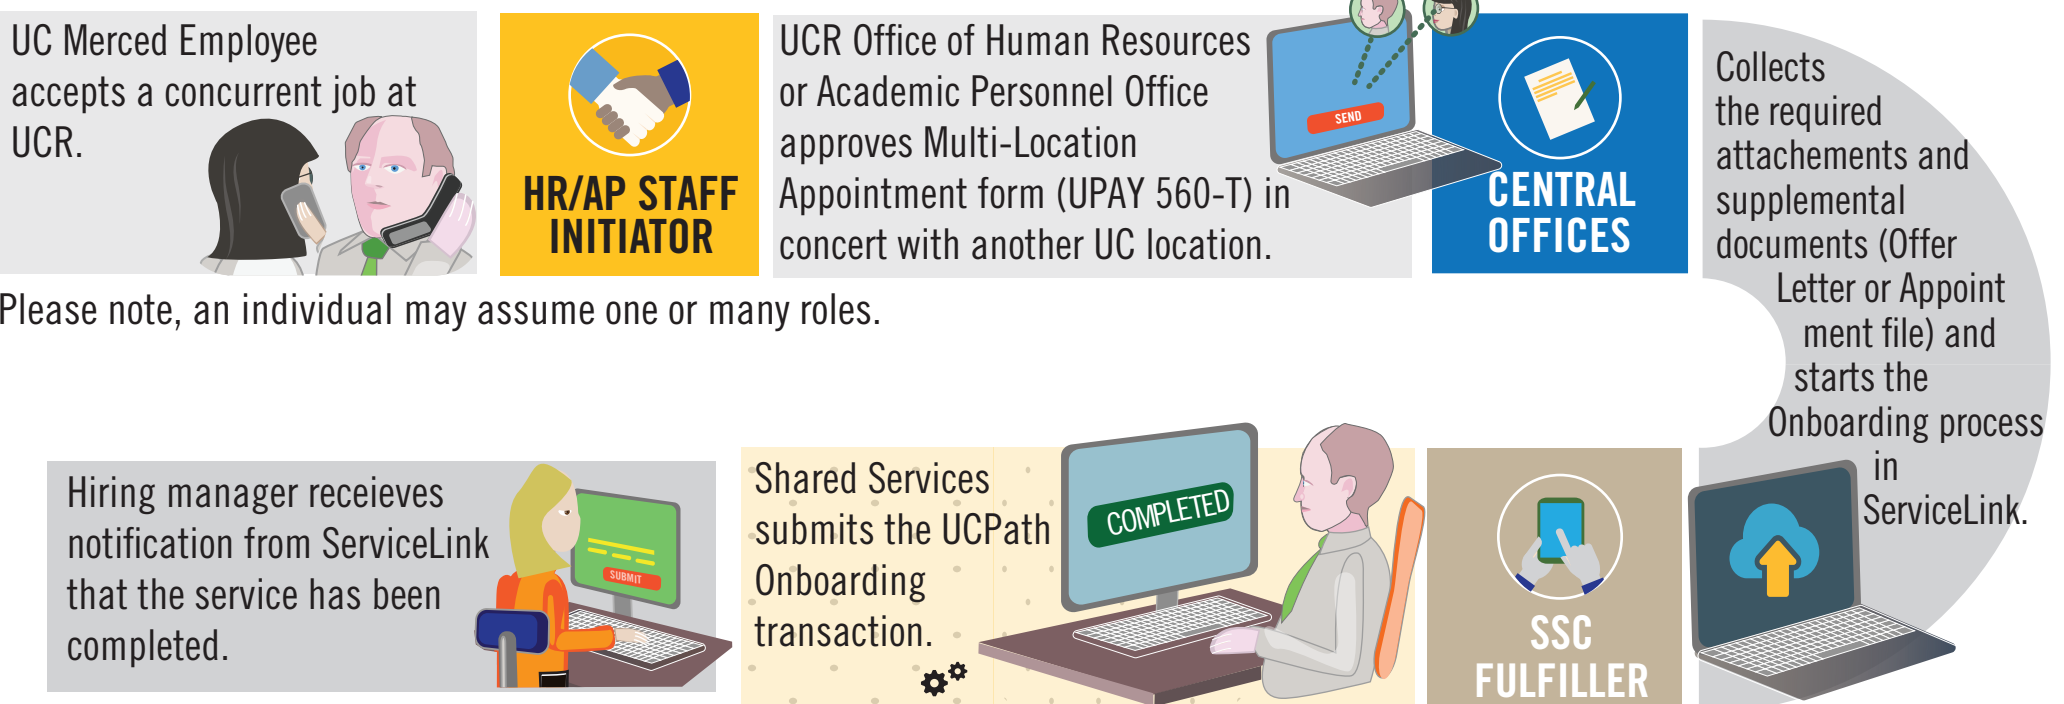 UC Merced Employee
accepts a concurrent job at
UCR.
HR/AP STAFF
INITIATOR
UCR Office of Human Resources
or Academic Personnel Office
approves Multi-Location
Appointment form (UPAY 560-T) in
concert with another UC location.
SEND
CENTRAL
OFFICES
Collects
the required
attachements and
supplemental
documents (Offer
Letter or Appoint
ment file) and
starts the
Onboarding process
in
ServiceLink.
Please note, an individual may assume one or many roles.
SSC
FULFILLER
Shared Services
submits the UCPath
Onboarding
transaction.
COMPLETED
Hiring manager receieves
notification from ServiceLink
that the service has been
completed.
SUBMIT